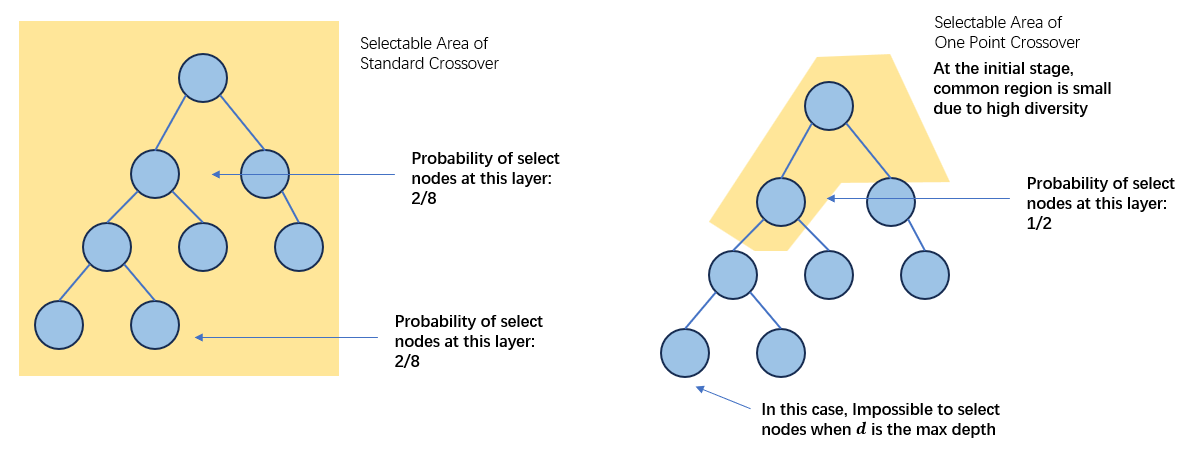 Selectable Area of
Standard Crossover
Probability of select
nodes at this layer:
2/8
Probability of select
nodes at this layer:
2/8
Selectable Area of
One Point Crossover
At the initial stage,
common region is small
due to high diversity
Probability of select
nodes at this layer:
1/2
In this case, Impossible to select
nodes when d is the max depth